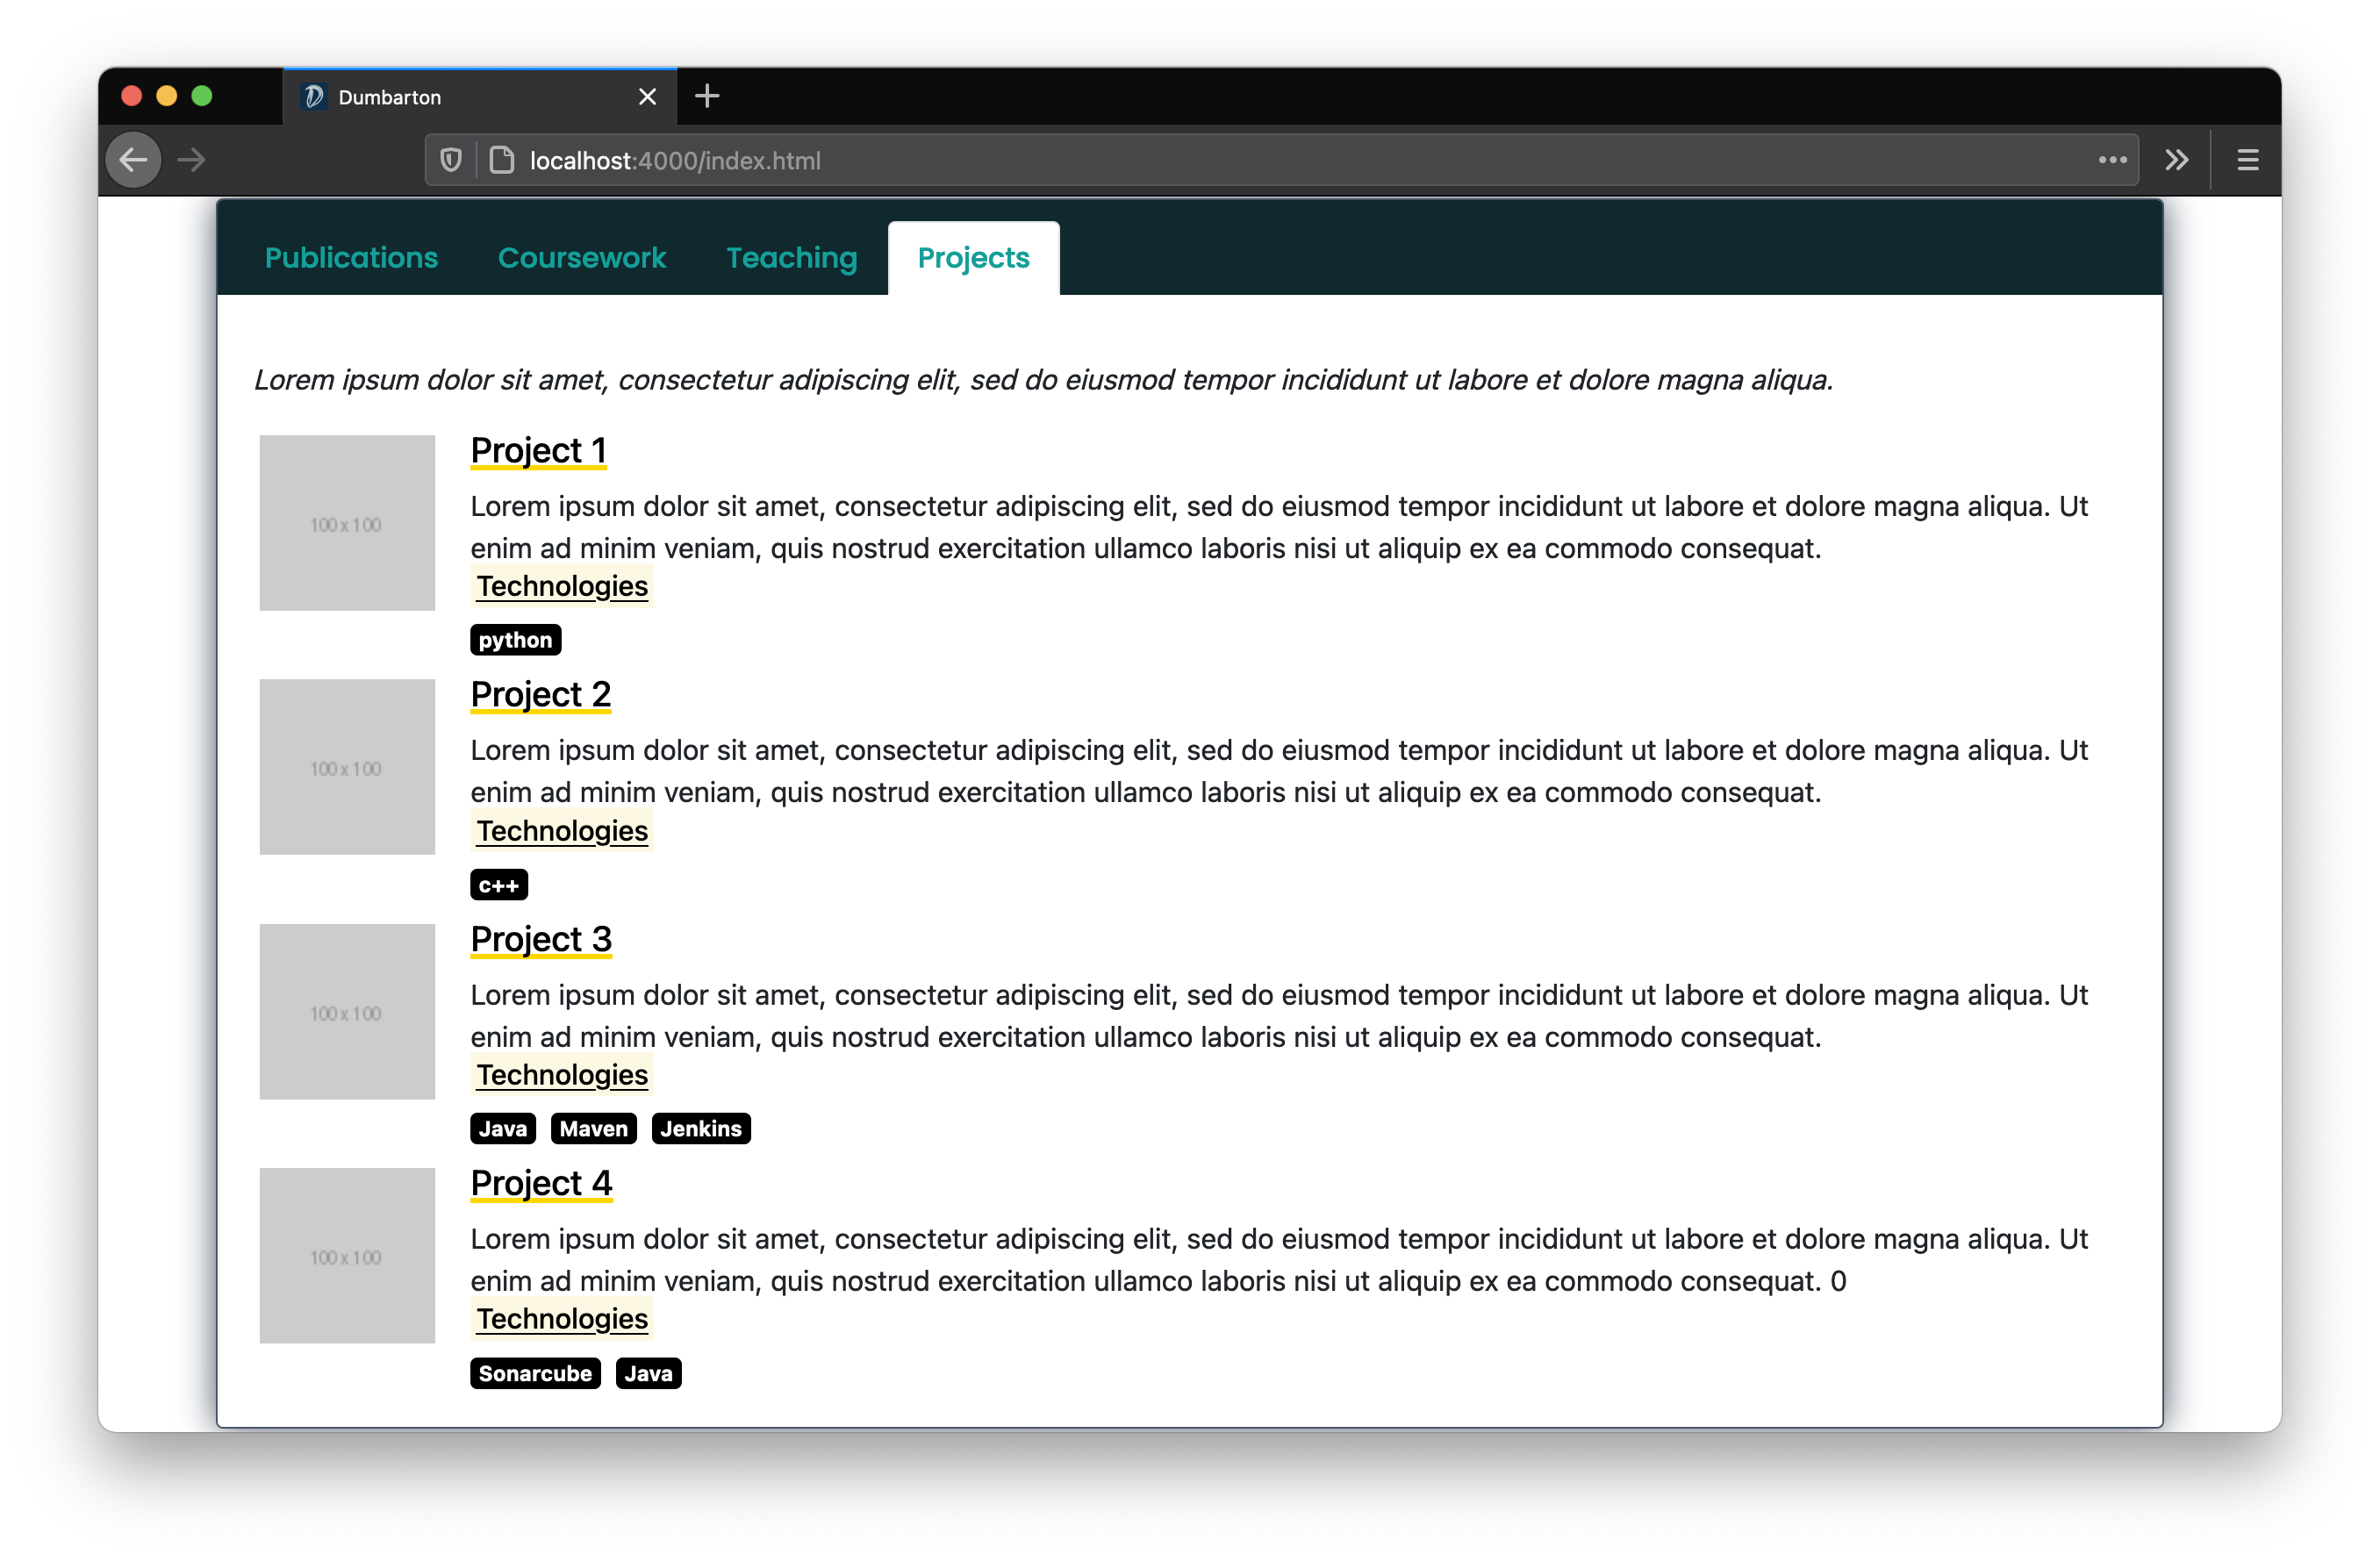 Dumbarton
localhost:4000/index.html
Publications Coursework Teaching Projects
Lorem ipsum dolor sit amet, consectetur adipiscing elit, sed do eiusmod tempor incididunt ut labore et dolore magna aliqua.
100 x 100
Project 1
Lorem ipsum dolor sit amet, consectetur adipiscing elit, sed do eiusmod tempor incididunt ut labore et dolore magna aliqua. Ut
enim ad minim veniam, quis nostrud exercitation ullamco laboris nisi ut aliquip ex ea commodo consequat.
Technologies
python
100 x 100
Project 2
Lorem ipsum dolor sit amet, consectetur adipiscing elit, sed do eiusmod tempor incididunt ut labore et dolore magna aliqua. Ut
enim ad minim veniam, quis nostrud exercitation ullamco laboris nisi ut aliquip ex ea commodo consequat.
Technologies
c++
100 x 100
Project 3
Lorem ipsum dolor sit amet, consectetur adipiscing elit, sed do eiusmod tempor incididunt ut labore et dolore magna aliqua. Ut
enim ad minim veniam, quis nostrud exercitation ullamco laboris nisi ut aliquip ex ea commodo consequat.
Technologies
Java Maven Jenkins
100 x 100
Project 4
Lorem ipsum dolor sit amet, consectetur adipiscing elit, sed do eiusmod tempor incididunt ut labore et dolore magna aliqua. Ut
enim ad minim veniam, quis nostrud exercitation ullamco laboris nisi ut aliquip ex ea commodo consequat. 0
Technologies
Sonarcube Java